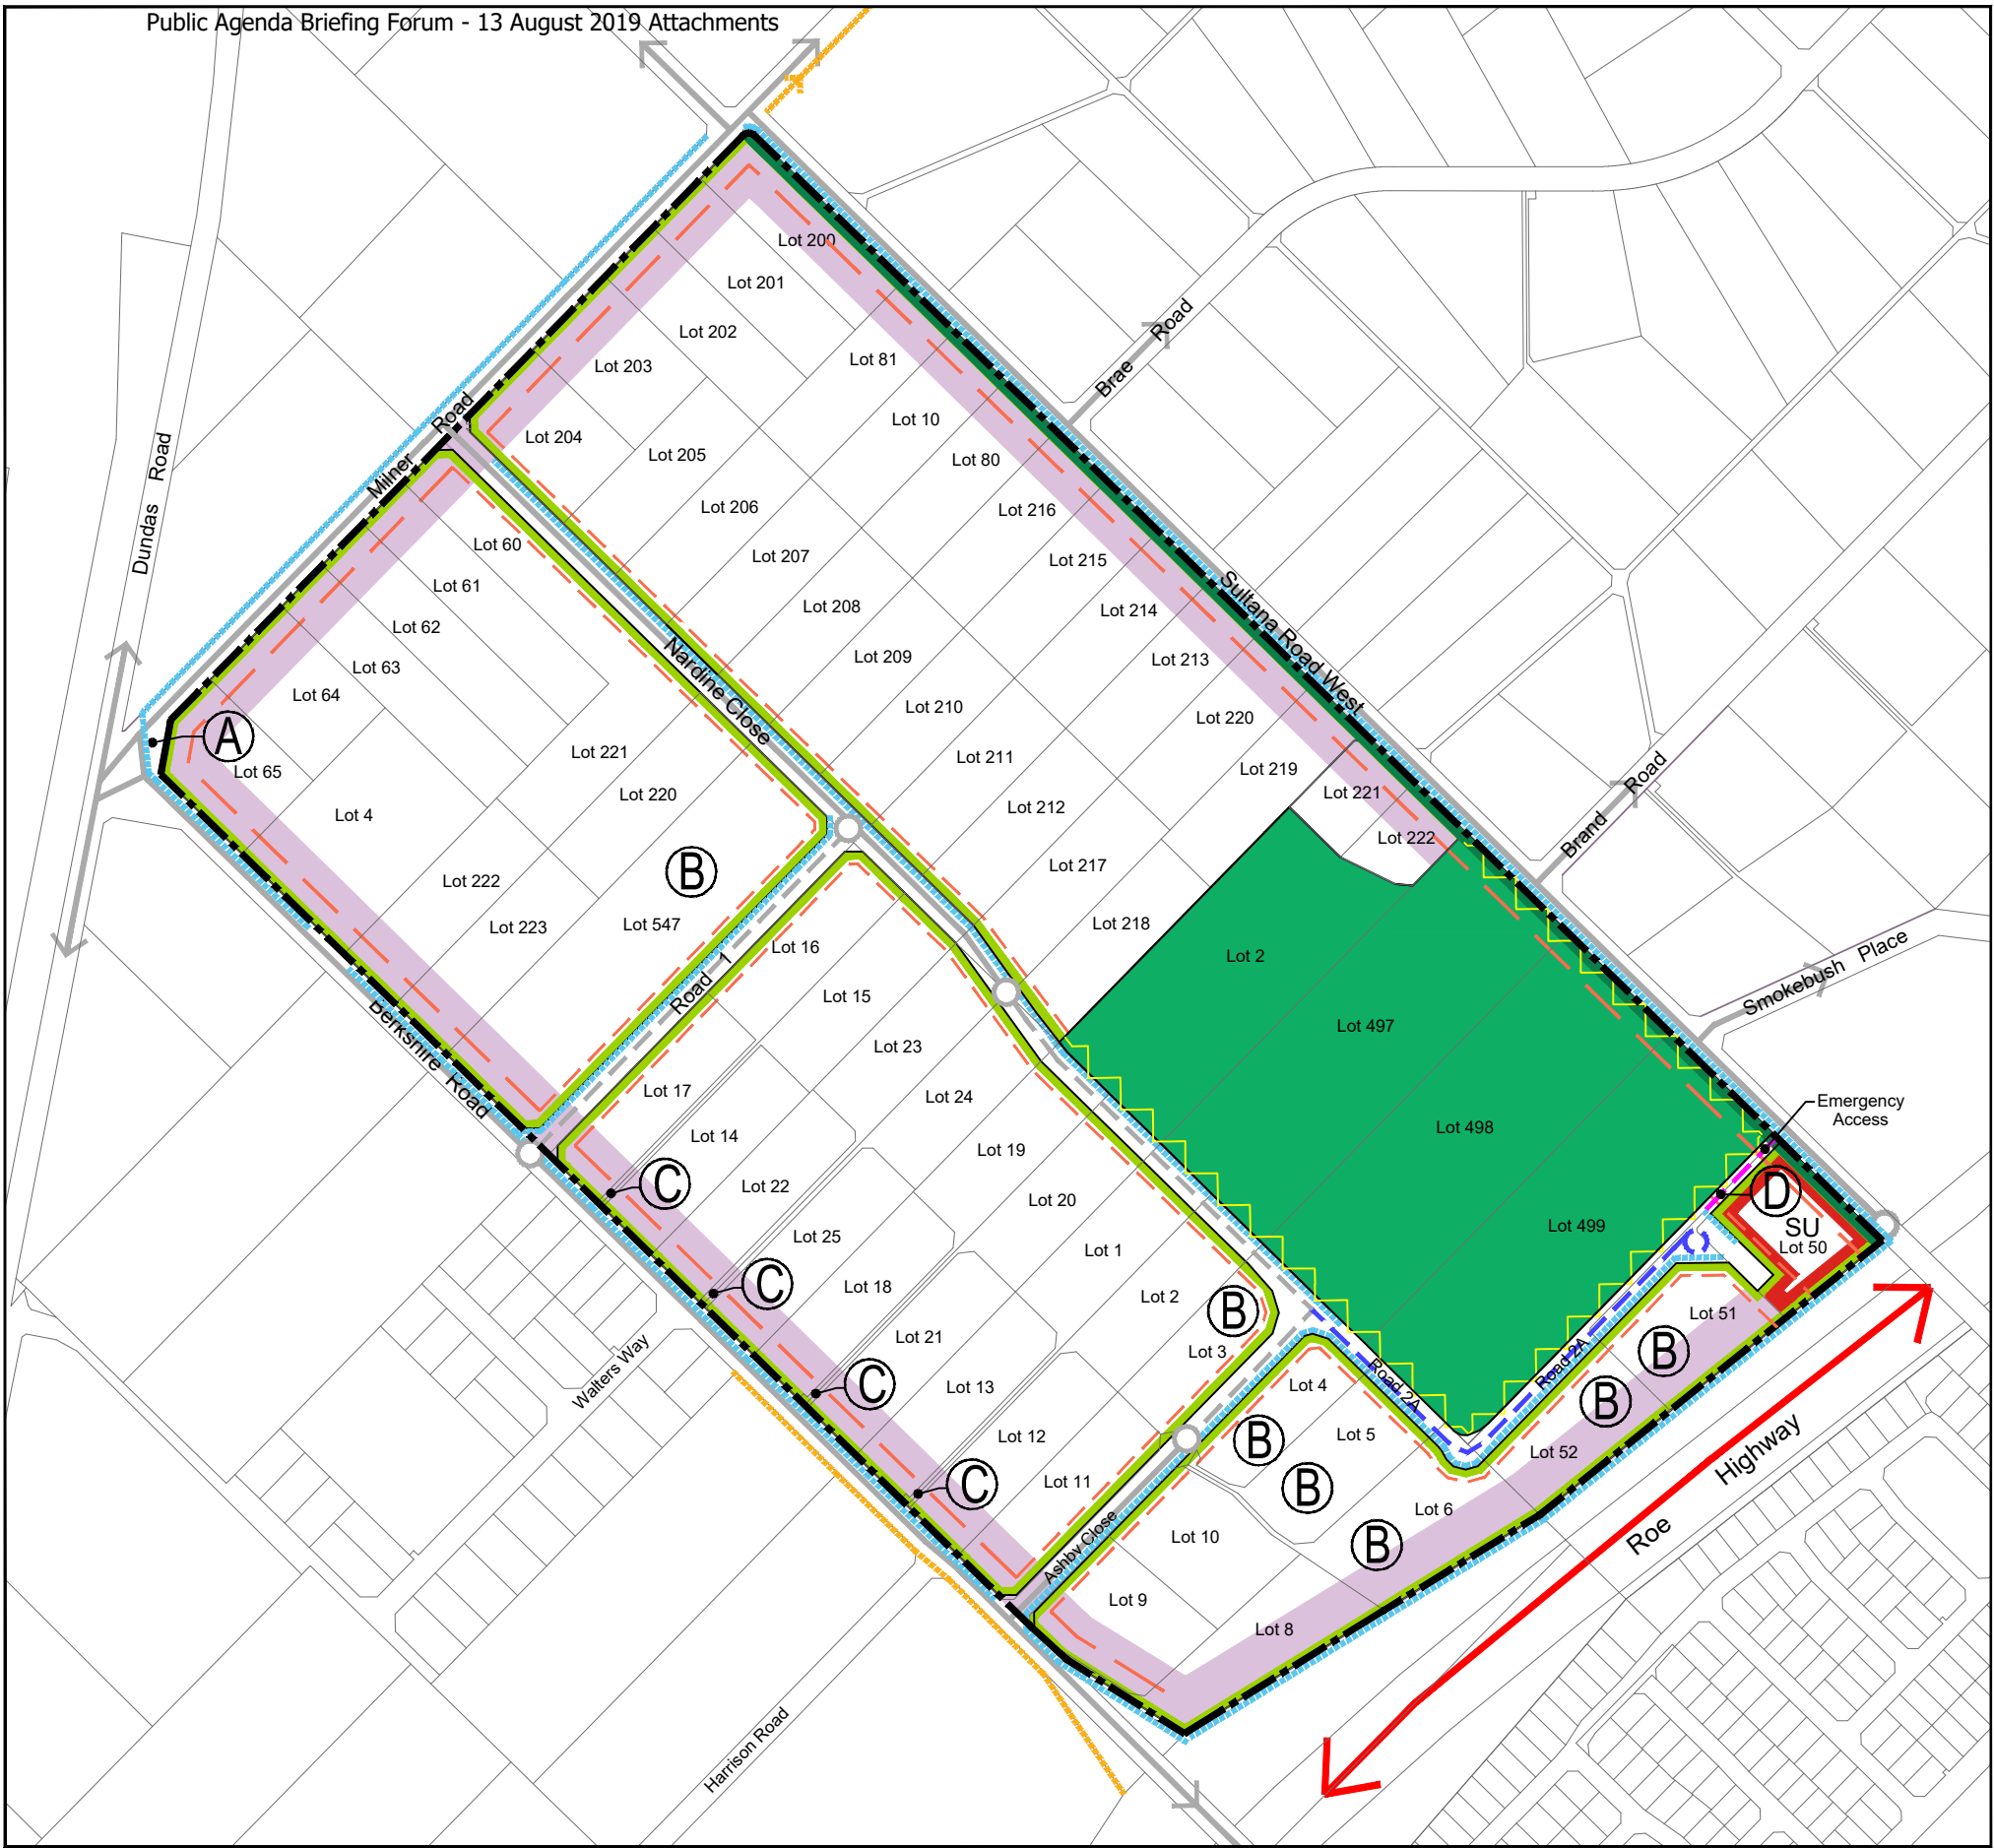 Public Agenda Briefing Forum - 13 August 2019 Attachments
Lot 200
Lot 201
Lot 202
Lot 203
Lot 204
Lot 81
Lot 10
Lot 80
Lot 205
Lot 206
Lot 216
Lot 207
Lot 215
Lot 208
Lot 214
Lot 209
Lot 213
Lot 210
Lot 220
Lot 211
Lot 219
Lot 212
Lot 221
Lot 222
Lot 217
Lot 218
Brae Road
Milner Road
Dundas Road
Sultana Road West
Nardine Close
Lot 60
Lot 61
Lot 62
Lot 63
Lot 64
A
Lot 65
Lot 4
Lot 221
Lot 220
B
Lot 222
Lot 223
Lot 547
Brand Road
Smokebush Place
Road 1
Berkshire Road
Lot 16
Lot 15
Lot 23
Lot 17
Lot 24
Lot 14
Lot 19
C
Lot 22
Lot 20
Lot 25
Lot 1
C
Lot 18
Lot 2
B
Lot 21
Lot 3
C
Lot 13
Lot 12
C
Lot 11
Lot 2
Lot 497
Lot 498
Lot 499
Emergency
Access
D
SU
Lot 50
Lot 51
B
B
Road 2A
Road 2A
Lot 4
B
Lot 5
B
Lot 52
Lot 6
B
Lot 10
Lot 9
Lot 8
Ashby Close
Walters Way
Harrison Road
Roe Highway